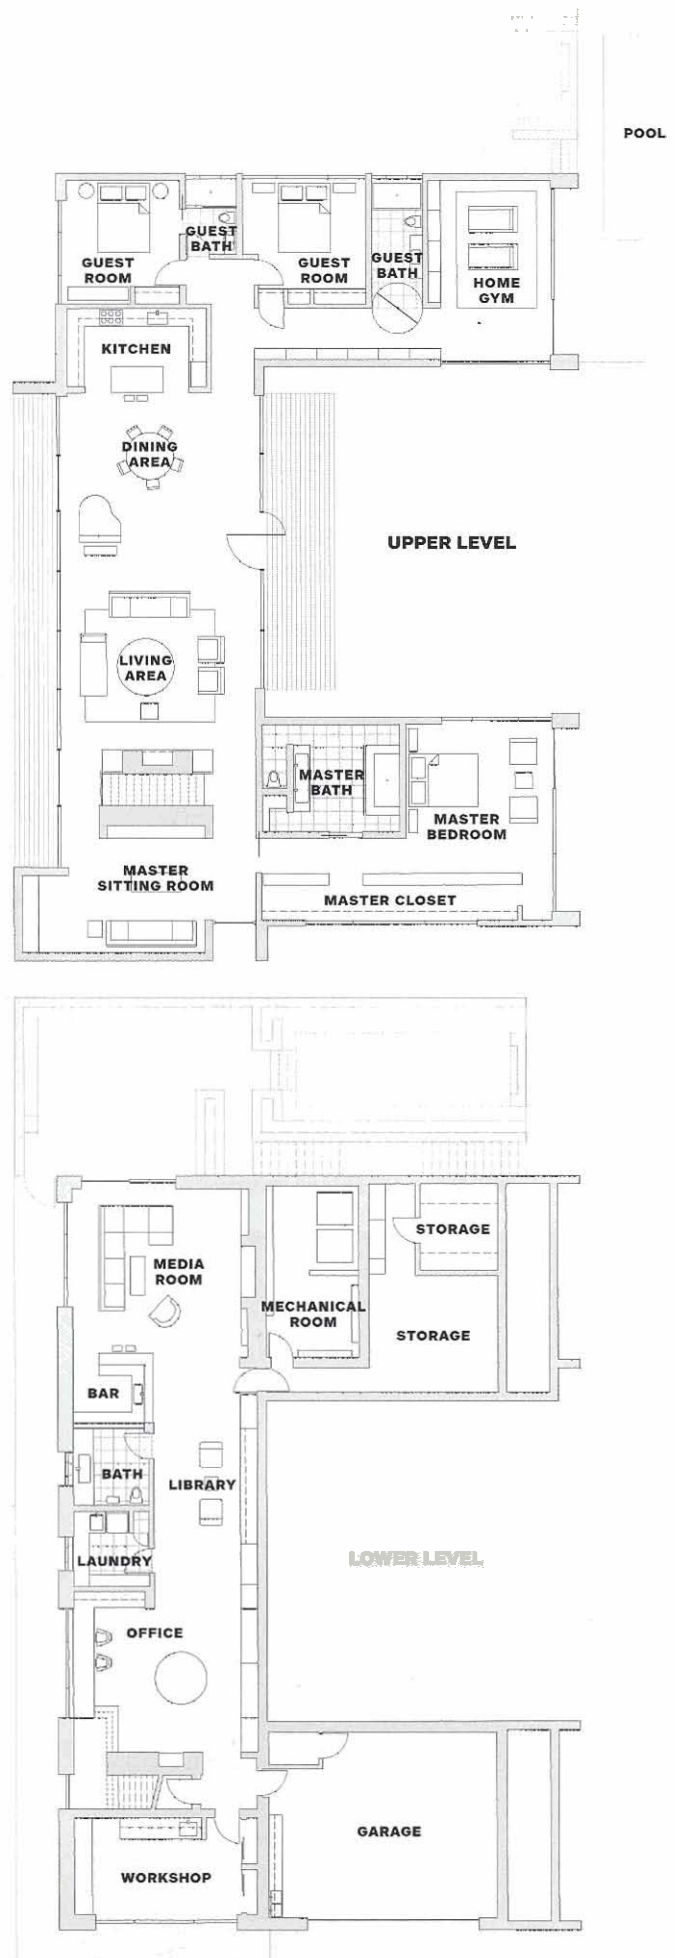 POOL
GUEST
BATH
GUEST
ROOM
GUEST
ROOM
GUEST
BATH
HOME
GYM
KITCHEN
DINING
AREA
UPPER LEVEL
LIVING
AREA
MASTER
BATH
MASTER
BEDROOM
MASTER
SITTING ROOM
MASTER CLOSET
STORAGE
MEDIA
ROOM
MECHANICAL
ROOM
STORAGE
BAR
BATH
LIBRARY
LAUNDRY
LOWER LEVEL
OFFICE
GARAGE
WORKSHOP